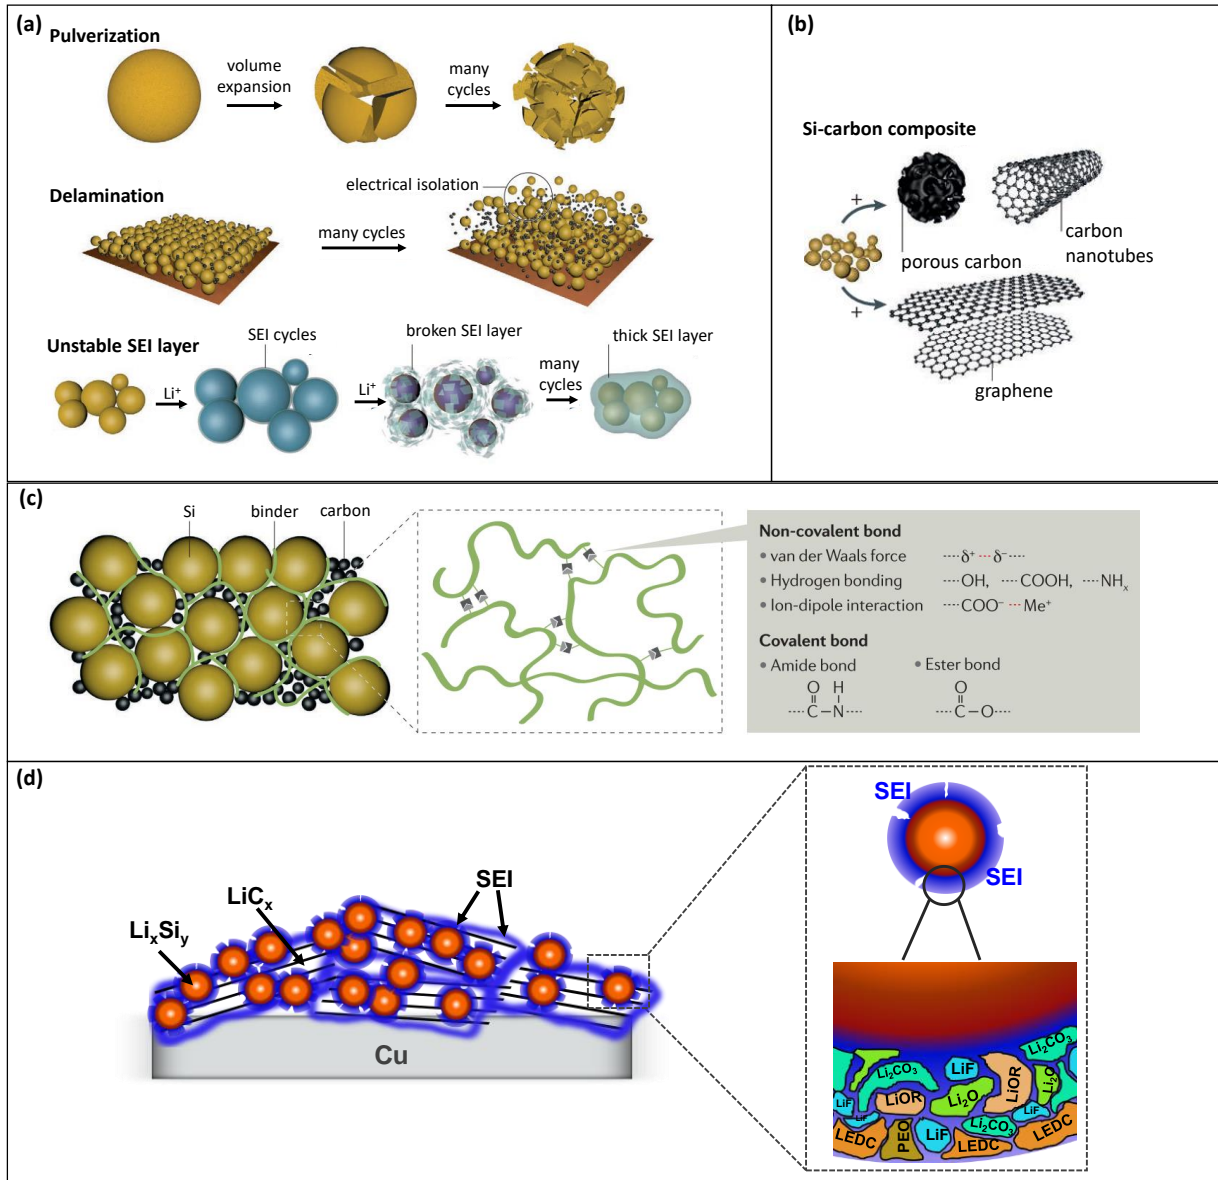 (a)
Pulverization
volume
expansion
many
cycles
Delamination
electrical isolation
many cycles
Unstable SEI layer
SEI cycles
broken SEI layer
thick SEI layer
Li⁺
Li⁺
many
cycles
(b)
Si-carbon composite
+
+
porous carbon
carbon
nanotubes
graphene
(c)
Si
binder
carbon
Non-covalent bond
• van der Waals force ----δ⁺ --- δ⁻----
• Hydrogen bonding ----OH, ----COOH, ----NHₓ
• Ion-dipole interaction ----COO⁻ --- Me⁺
Covalent bond
• Amide bond • Ester bond
O H O
----C–N---- ----C–O----
(d)
SEI
LiCₓ
LiₓSiᵧ
Cu
SEI
SEI
Li₂CO₃
Li₂CO₃
LiF
LiOR
Li₂O
LiF
LiOR
Li₂O
LiF
LiF
Li₂CO₃
LEDC
PEO
LiF
LEDC
LEDC